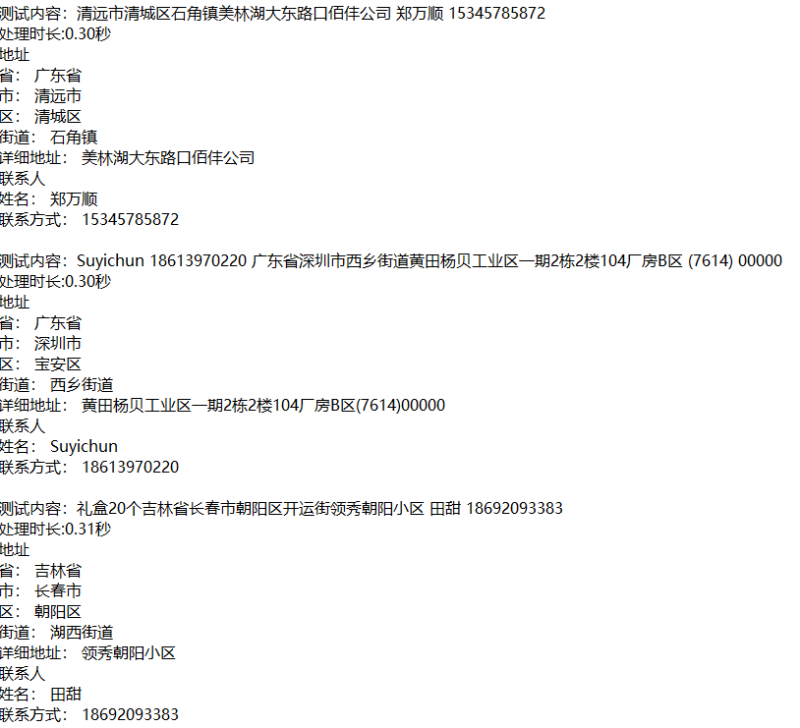 测试内容：清远市清城区石角镇美林湖大东路口佰佯公司 郑万顺 15345785872
处理时长:0.30秒
地址
省： 广东省
市： 清远市
区： 清城区
街道： 石角镇
详细地址： 美林湖大东路口佰佯公司
联系人
姓名： 郑万顺
联系方式： 15345785872
测试内容：Suyichun 18613970220 广东省深圳市西乡街道黄田杨贝工业区一期2栋2楼104厂房B区 (7614) 00000
处理时长:0.30秒
地址
省： 广东省
市： 深圳市
区： 宝安区
街道： 西乡街道
详细地址： 黄田杨贝工业区一期2栋2楼104厂房B区(7614)00000
联系人
姓名： Suyichun
联系方式： 18613970220
测试内容：礼盒20个吉林省长春市朝阳区开运街领秀朝阳小区 田甜 18692093383
处理时长:0.31秒
地址
省： 吉林省
市： 长春市
区： 朝阳区
街道： 湖西街道
详细地址： 领秀朝阳小区
联系人
姓名： 田甜
联系方式： 18692093383